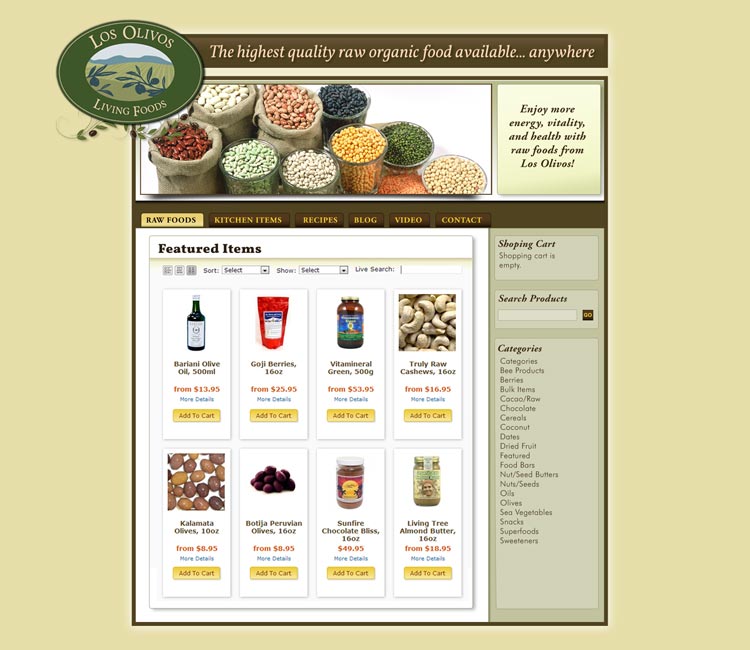 Los Olivos
Living Foods
The highest quality raw organic food available... anywhere
Enjoy more
energy, vitality,
and health with
raw foods from
Los Olivos!
RAW FOODS
KITCHEN ITEMS
RECIPES
BLOG
VIDEO
CONTACT
Featured Items
Sort: Select Show: Select Live Search:
Bariani Olive
Oil, 500ml
from $13.95
More Details
Add To Cart
Goji Berries,
16oz
from $25.95
More Details
Add To Cart
Vitamineral
Green, 500g
from $53.95
More Details
Add To Cart
Truly Raw
Cashews, 16oz
from $16.95
More Details
Add To Cart
Kalamata
Olives, 10oz
from $8.95
More Details
Add To Cart
Botija Peruvian
Olives, 16oz
from $8.95
More Details
Add To Cart
Sunfire
Chocolate Bliss,
16oz
$49.95
More Details
Add To Cart
Living Tree
Almond Butter,
16oz
from $18.95
More Details
Add To Cart
Shoping Cart
Shopping cart is
empty.
Search Products
GO
Categories
Categories
Bee Products
Berries
Bulk Items
Cacao/Raw
Chocolate
Cereals
Coconut
Dates
Dried Fruit
Featured
Food Bars
Nut/Seed Butters
Nuts/Seeds
Oils
Olives
Sea Vegetables
Snacks
Superfoods
Sweeteners